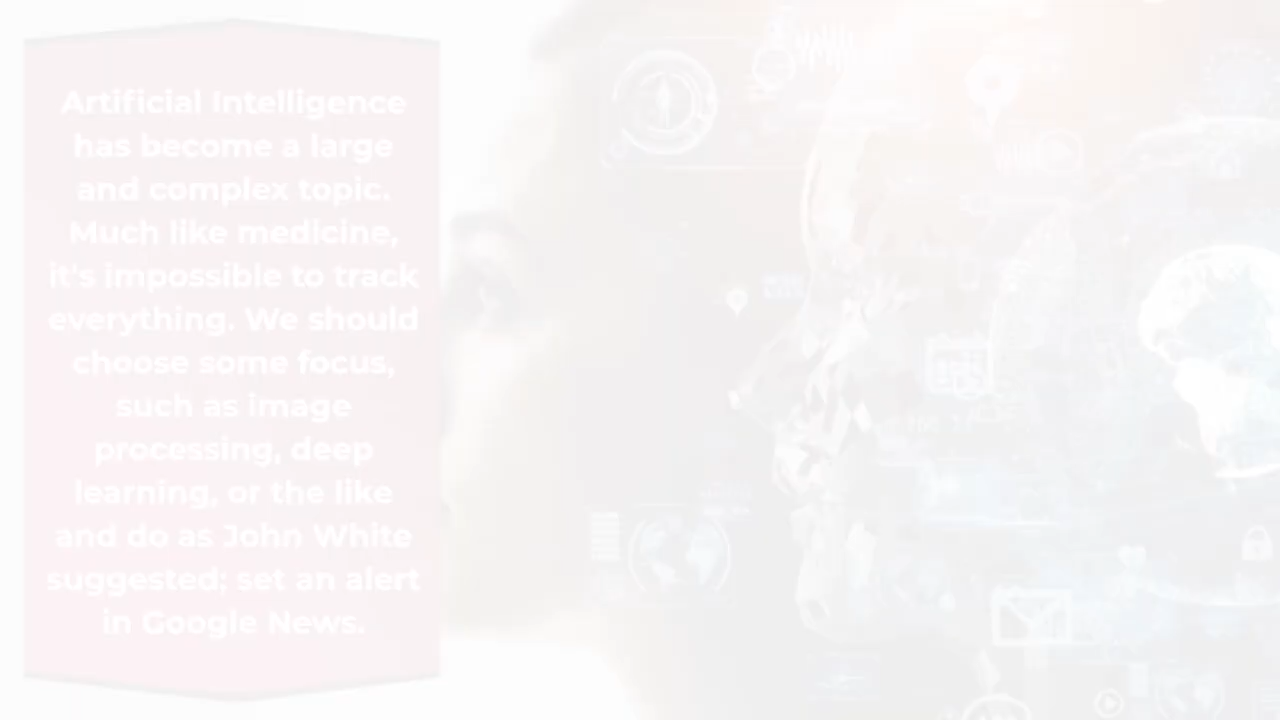 Artificial Intelligence
has become a large
and complex topic.
Much like medicine,
it's impossible to track
everything. We should
choose some focus,
such as image
processing, deep
learning, or the like
and do as John White
suggested; set an alert
in Google News.